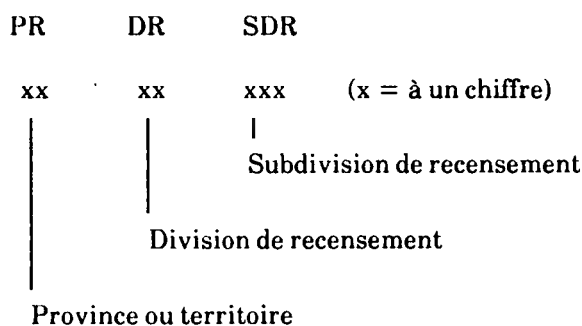 PR DR SDR
xx xx xxx (x = à un chiffre)
Subdivision de recensement
Division de recensement
Province ou territoire